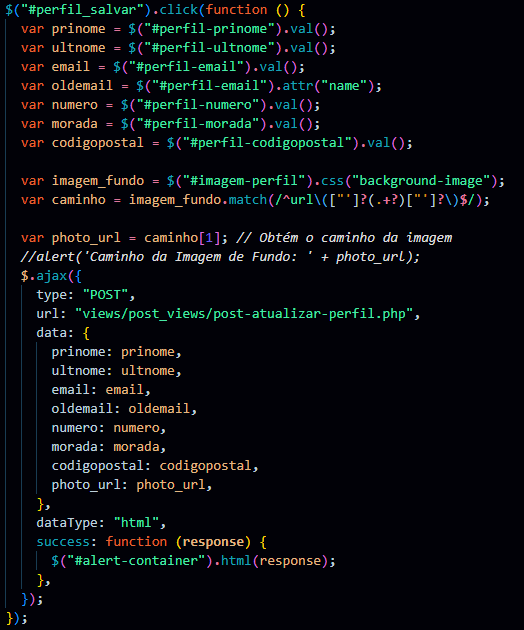 $("#perfil_salvar").click(function () {
  var prinome = $("#perfil-prinome").val();
  var ultnome = $("#perfil-ultnome").val();
  var email = $("#perfil-email").val();
  var oldemail = $("#perfil-email").attr("name");
  var numero = $("#perfil-numero").val();
  var morada = $("#perfil-morada").val();
  var codigopostal = $("#perfil-codigopostal").val();

  var imagem_fundo = $("#imagem-perfil").css("background-image");
  var caminho = imagem_fundo.match(/^url\(["']?(.+?)["']?\)$/);

  var photo_url = caminho[1]; // Obtém o caminho da imagem
  //alert('Caminho da Imagem de Fundo: ' + photo_url);
  $.ajax({
    type: "POST",
    url: "views/post_views/post-atualizar-perfil.php",
    data: {
      prinome: prinome,
      ultnome: ultnome,
      email: email,
      oldemail: oldemail,
      numero: numero,
      morada: morada,
      codigopostal: codigopostal,
      photo_url: photo_url,
    },
    dataType: "html",
    success: function (response) {
      $("#alert-container").html(response);
    },
  });
});